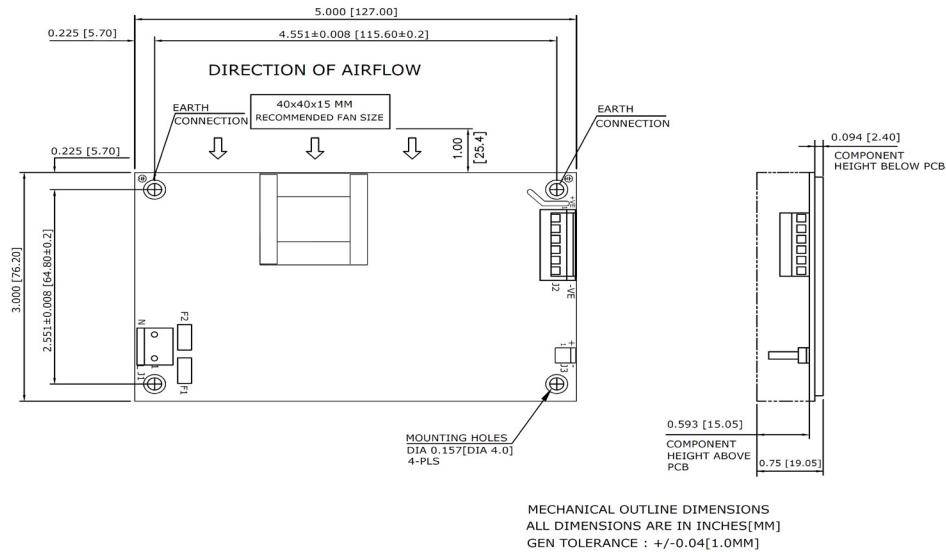 5.000 [127.00]
0.225 [5.70]
4.551±0.008 [115.60±0.2]
DIRECTION OF AIRFLOW
EARTH
CONNECTION
40x40x15 MM
RECOMMENDED FAN SIZE
EARTH
CONNECTION
1.00
[25.4]
0.225 [5.70]
0.094 [2.40]
COMPONENT
HEIGHT BELOW PCB
3.000 [76.20]
2.551±0.008 [64.80±0.2]
+VE
1
J2
-VE
N
F2
1
J1
F1
+
1
-
J3
MOUNTING HOLES
DIA 0.157[DIA 4.0]
4-PLS
0.593 [15.05]
COMPONENT
HEIGHT ABOVE
PCB
0.75 [19.05]
MECHANICAL OUTLINE DIMENSIONS
ALL DIMENSIONS ARE IN INCHES[MM]
GEN TOLERANCE : +/-0.04[1.0MM]